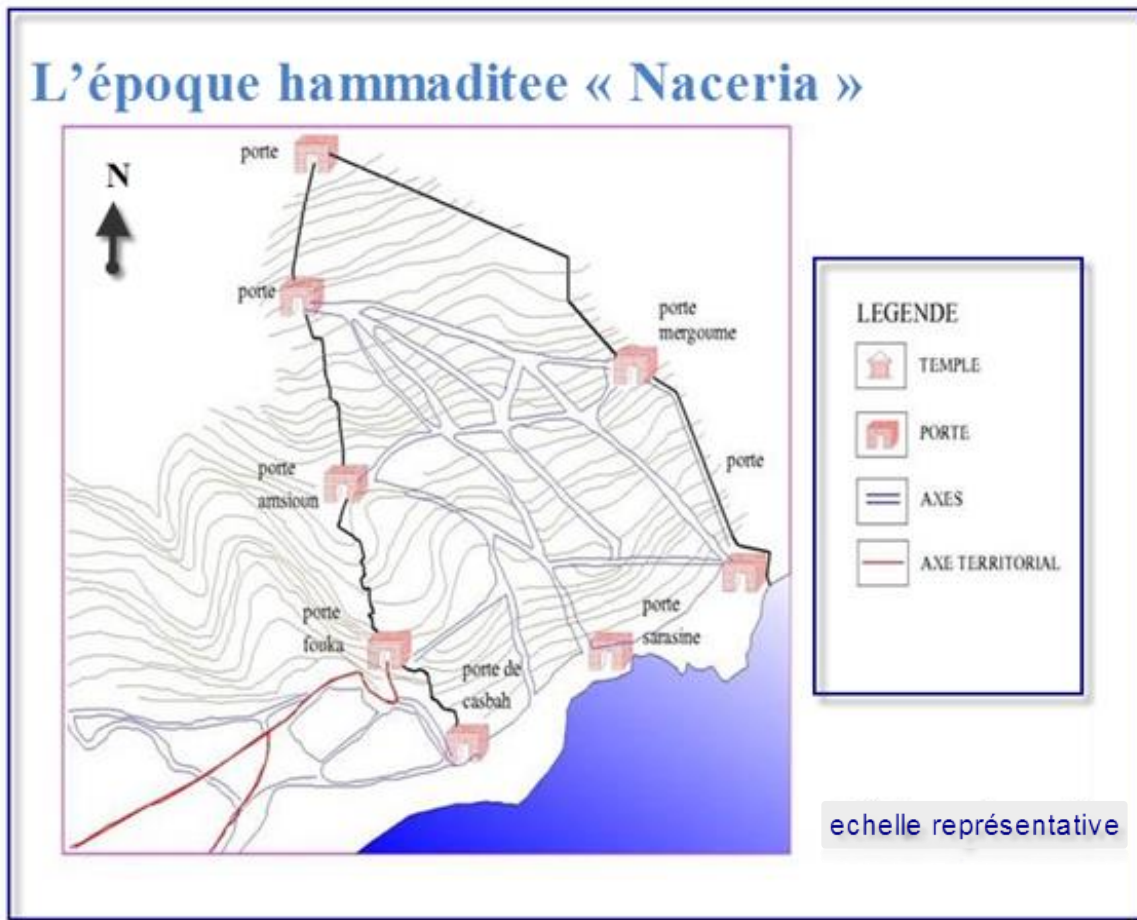 L'époque hammaditee « Naceria »
N
porte
porte
porte
mergoume
porte
amsioun
porte
porte
fouka
porte
sarasine
porte de
casbah
LEGENDE
TEMPLE
PORTE
AXES
AXE TERRITORIAL
echelle représentative